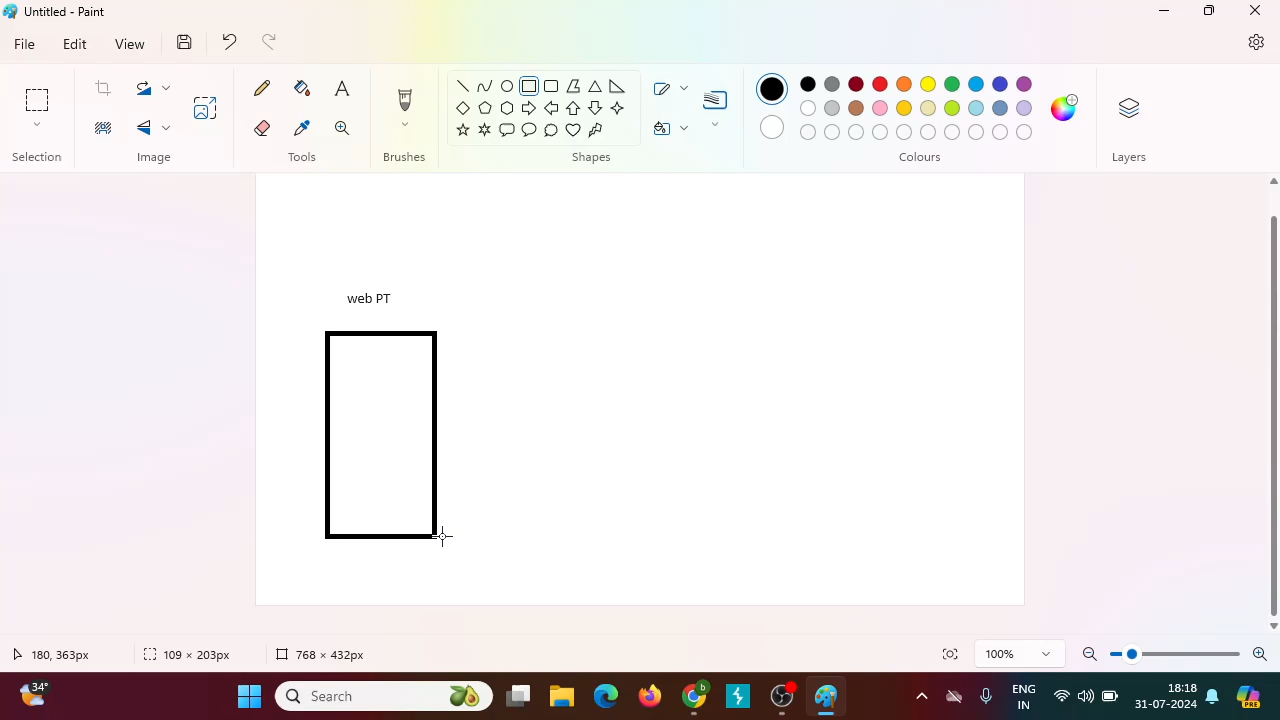 Untitled - Paint
File
Edit
View
Selection
Image
Tools
Brushes
Shapes
Colours
Layers
web PT
180, 363px
109 × 203px
768 × 432px
100%
34°
Search
ENG
IN
18:18
31-07-2024
PRE